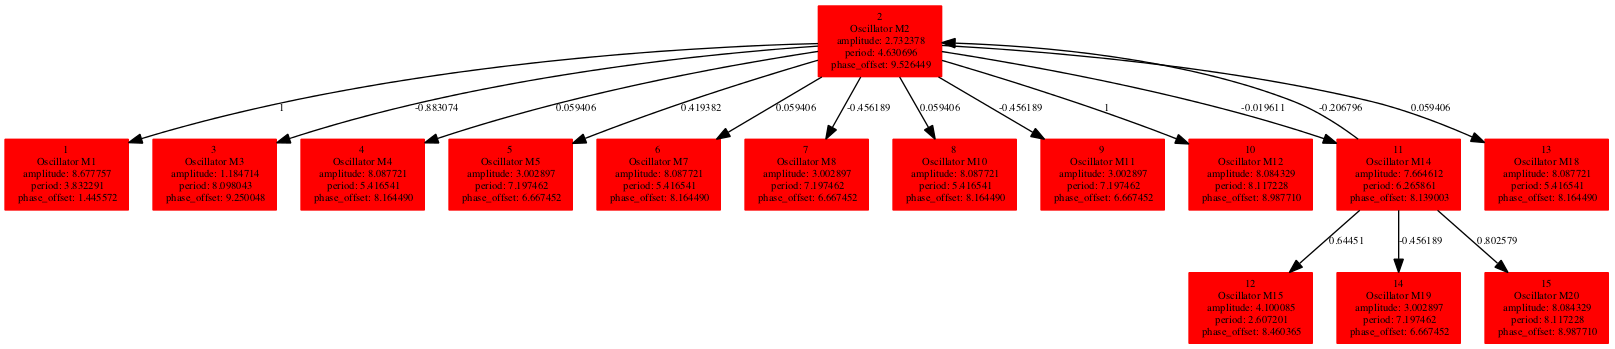 2
Oscillator M2
amplitude: 2.732378
period: 4.630696
phase_offset: 9.526449
1
-0.883074
0.059406
0.419382
0.059406
-0.456189
0.059406
-0.456189
1
-0.019611
-0.206796
0.059406
1
Oscillator M1
amplitude: 8.677757
period: 3.832291
phase_offset: 1.445572
3
Oscillator M3
amplitude: 1.184714
period: 8.098043
phase_offset: 9.250048
4
Oscillator M4
amplitude: 8.087721
period: 5.416541
phase_offset: 8.164490
5
Oscillator M5
amplitude: 3.002897
period: 7.197462
phase_offset: 6.667452
6
Oscillator M7
amplitude: 8.087721
period: 5.416541
phase_offset: 8.164490
7
Oscillator M8
amplitude: 3.002897
period: 7.197462
phase_offset: 6.667452
8
Oscillator M10
amplitude: 8.087721
period: 5.416541
phase_offset: 8.164490
9
Oscillator M11
amplitude: 3.002897
period: 7.197462
phase_offset: 6.667452
10
Oscillator M12
amplitude: 8.084329
period: 8.117228
phase_offset: 8.987710
11
Oscillator M14
amplitude: 7.664612
period: 6.265861
phase_offset: 8.139003
13
Oscillator M18
amplitude: 8.087721
period: 5.416541
phase_offset: 8.164490
0.64451
-0.456189
0.802579
12
Oscillator M15
amplitude: 4.100085
period: 2.607201
phase_offset: 8.460365
14
Oscillator M19
amplitude: 3.002897
period: 7.197462
phase_offset: 6.667452
15
Oscillator M20
amplitude: 8.084329
period: 8.117228
phase_offset: 8.987710